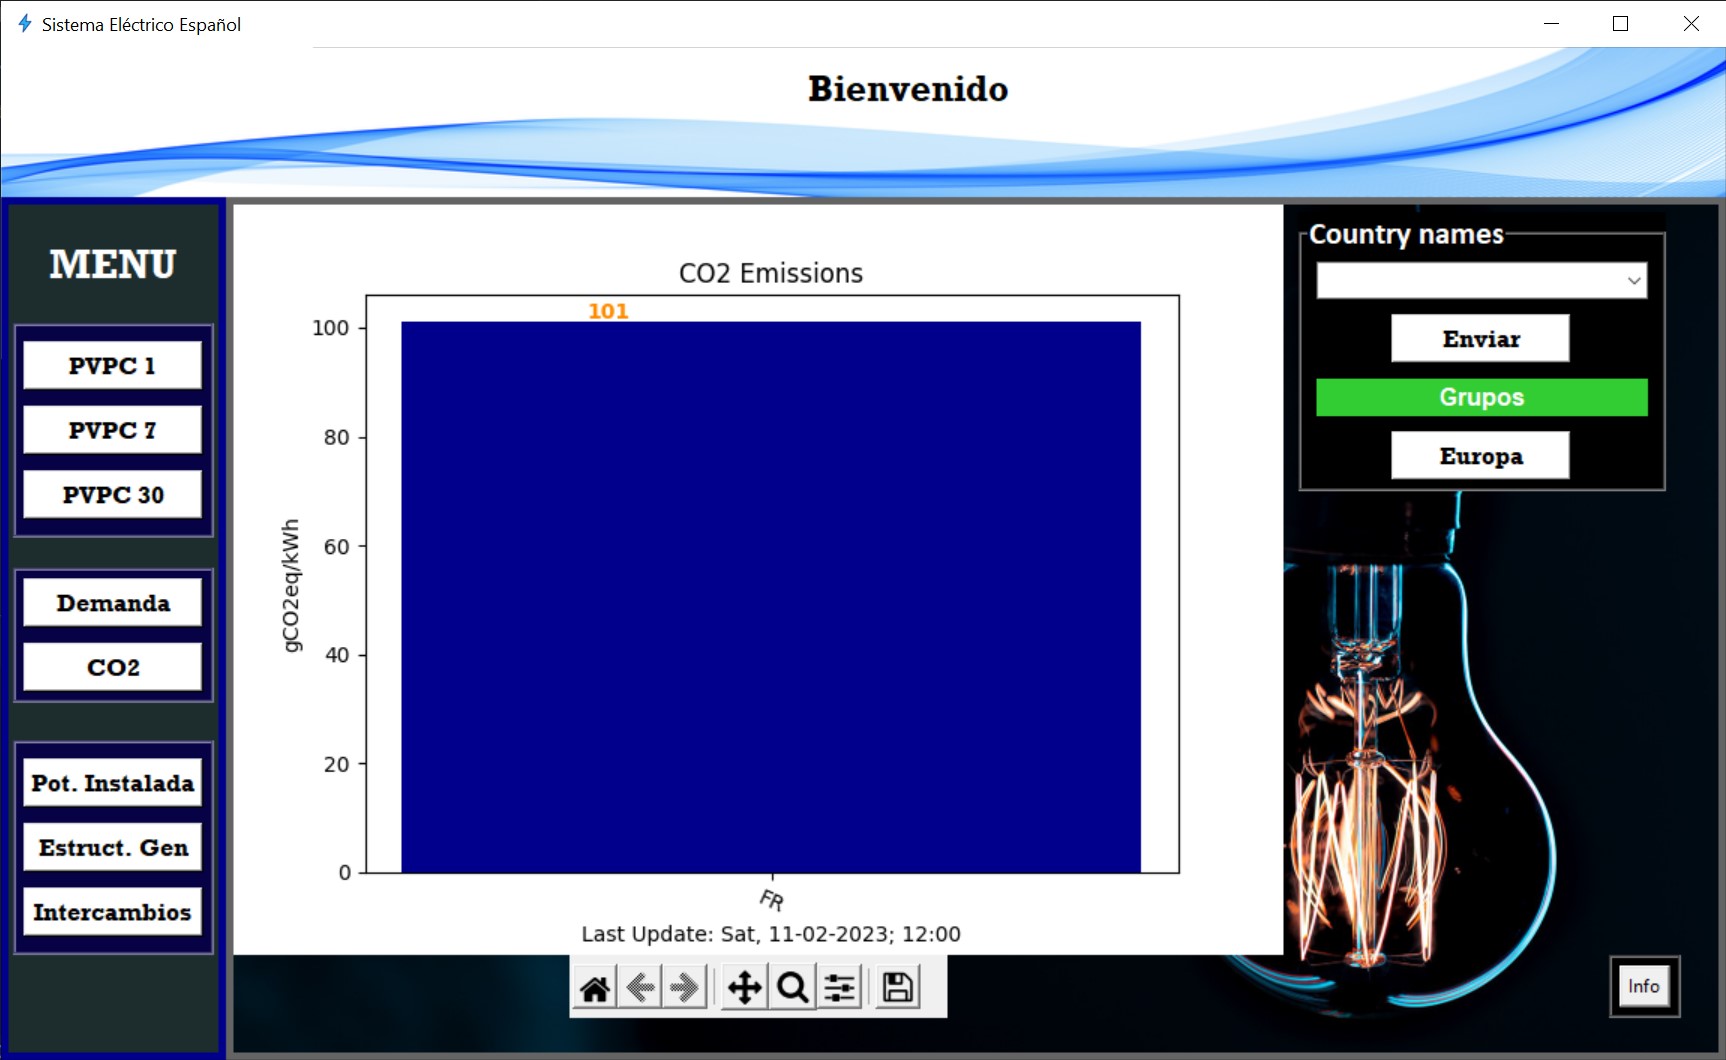 Sistema Eléctrico Español
Bienvenido
MENU
PVPC 1
PVPC 7
PVPC 30
Demanda
CO2
Pot. Instalada
Estruct. Gen
Intercambios
CO2 Emissions
101
100
80
60
40
20
0
gCO2eq/kWh
FR
Last Update: Sat, 11-02-2023; 12:00
Country names
Enviar
Grupos
Europa
Info